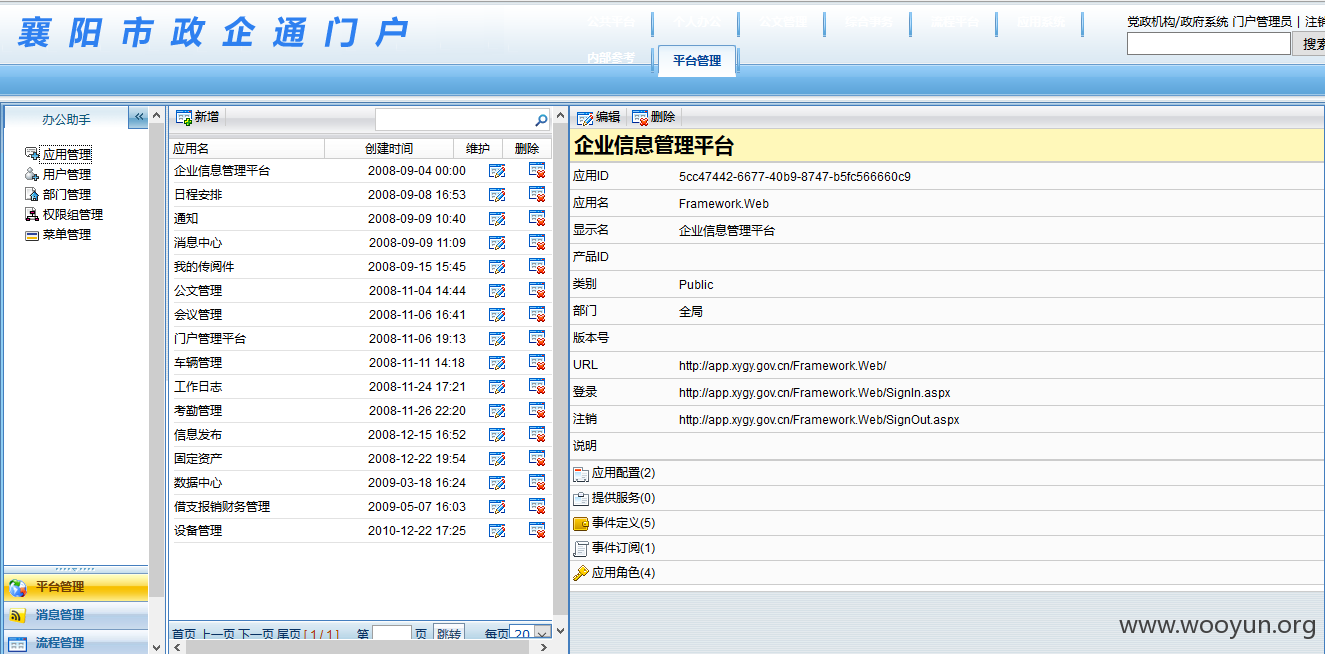 襄阳市政企通门户
党政机构/政府系统 门户管理员 | 注销
搜索
内部参考
平台管理
办公助手
应用管理
用户管理
部门管理
权限组管理
菜单管理
平台管理
消息管理
流程管理
新增
应用名 创建时间 维护 删除
企业信息管理平台 2008-09-04 00:00
日程安排 2008-09-08 16:53
通知 2008-09-09 10:40
消息中心 2008-09-09 11:09
我的传阅件 2008-09-15 15:45
公文管理 2008-11-04 14:44
会议管理 2008-11-06 16:41
门户管理平台 2008-11-06 19:13
车辆管理 2008-11-11 14:18
工作日志 2008-11-24 17:21
考勤管理 2008-11-26 22:20
信息发布 2008-12-15 16:52
固定资产 2008-12-22 19:54
数据中心 2009-03-18 16:24
借支报销财务管理 2009-05-07 16:03
设备管理 2010-12-22 17:25
首页 上一页 下一页 尾页 [ 1 / 1 ] 第 页 跳转 每页 20
编辑 删除
企业信息管理平台
应用ID 5cc47442-6677-40b9-8747-b5fc566660c9
应用名 Framework.Web
显示名 企业信息管理平台
产品ID
类别 Public
部门 全局
版本号
URL http://app.xygy.gov.cn/Framework.Web/
登录 http://app.xygy.gov.cn/Framework.Web/SignIn.aspx
注销 http://app.xygy.gov.cn/Framework.Web/SignOut.aspx
说明
应用配置(2)
提供服务(0)
事件定义(5)
事件订阅(1)
应用角色(4)
www.wooyun.org